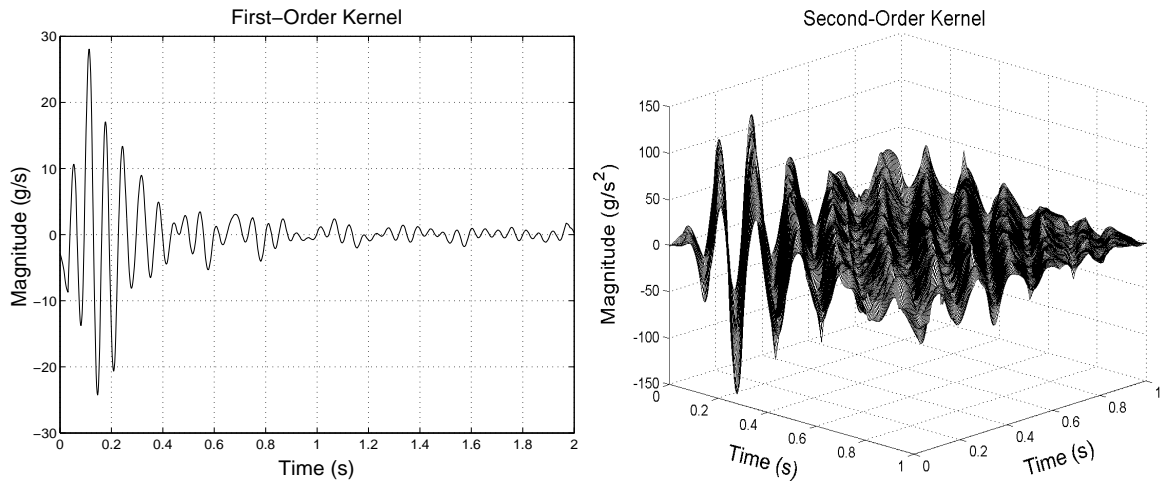 First−Order Kernel
30
20
10
0
−10
−20
−30
Magnitude (g/s)
0 0.2 0.4 0.6 0.8 1 1.2 1.4 1.6 1.8 2
Time (s)
Second-Order Kernel
150
100
50
0
-50
-100
-150
Magnitude (g/s²)
0 0.2 0.4 0.6 0.8 1
Time (s)
0 0.2 0.4 0.6 0.8 1
Time (s)